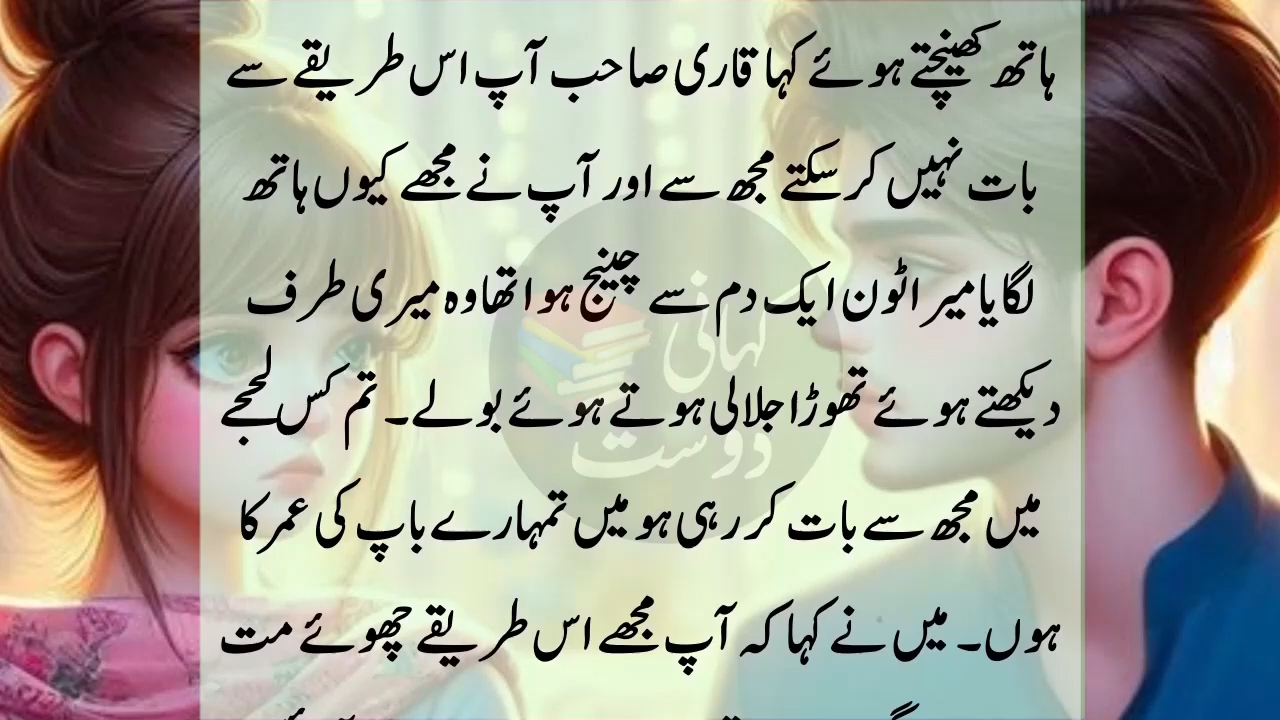 ہاتھ کھینچتے ہوئے کہا قاری صاحب آپ اس طریقے سے
بات نہیں کر سکتے مجھ سے اور آپ نے مجھے کیوں ہاتھ
لگایا میرا ٹون ایک دم سے چینج ہوا تھا وہ میری طرف
دیکھتے ہوئے تھوڑا جلالی ہوتے ہوئے بولے۔ تم کس لحجے
میں مجھ سے بات کر رہی ہو میں تمہارے باپ کی عمر کا
ہوں۔ میں نے کہا کہ آپ مجھے اس طریقے چھوئے مت
کہانی
دوست